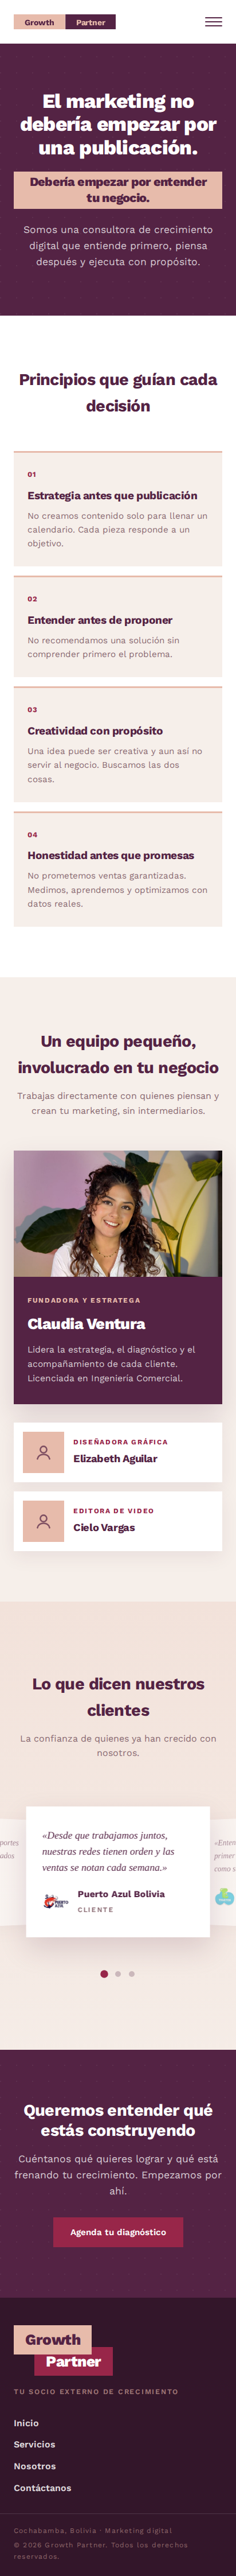 Growth Partner
El marketing no
debería empezar por
una publicación.
Debería empezar por entender
tu negocio.
Somos una consultora de crecimiento
digital que entiende primero, piensa
después y ejecuta con propósito.
Principios que guían cada
decisión
01
Estrategia antes que publicación
No creamos contenido solo para llenar un
calendario. Cada pieza responde a un
objetivo.
02
Entender antes de proponer
No recomendamos una solución sin
comprender primero el problema.
03
Creatividad con propósito
Una idea puede ser creativa y aun así no
servir al negocio. Buscamos las dos
cosas.
04
Honestidad antes que promesas
No prometemos ventas garantizadas.
Medimos, aprendemos y optimizamos con
datos reales.
Un equipo pequeño,
involucrado en tu negocio
Trabajas directamente con quienes piensan y
crean tu marketing, sin intermediarios.
FUNDADORA Y ESTRATEGA
Claudia Ventura
Lidera la estrategia, el diagnóstico y el
acompañamiento de cada cliente.
Licenciada en Ingeniería Comercial.
DISEÑADORA GRÁFICA
Elizabeth Aguilar
EDITORA DE VIDEO
Cielo Vargas
Lo que dicen nuestros
clientes
La confianza de quienes ya han crecido con
nosotros.
«Desde que trabajamos juntos,
nuestras redes tienen orden y las
ventas se notan cada semana.»
PUERTO
AZUL
Puerto Azul Bolivia
CLIENTE
portes
ados
«Enten
primer
como s
Queremos entender qué
estás construyendo
Cuéntanos qué quieres lograr y qué está
frenando tu crecimiento. Empezamos por
ahí.
Agenda tu diagnóstico
Growth
Partner
TU SOCIO EXTERNO DE CRECIMIENTO
Inicio
Servicios
Nosotros
Contáctanos
Cochabamba, Bolivia · Marketing digital
© 2026 Growth Partner. Todos los derechos
reservados.